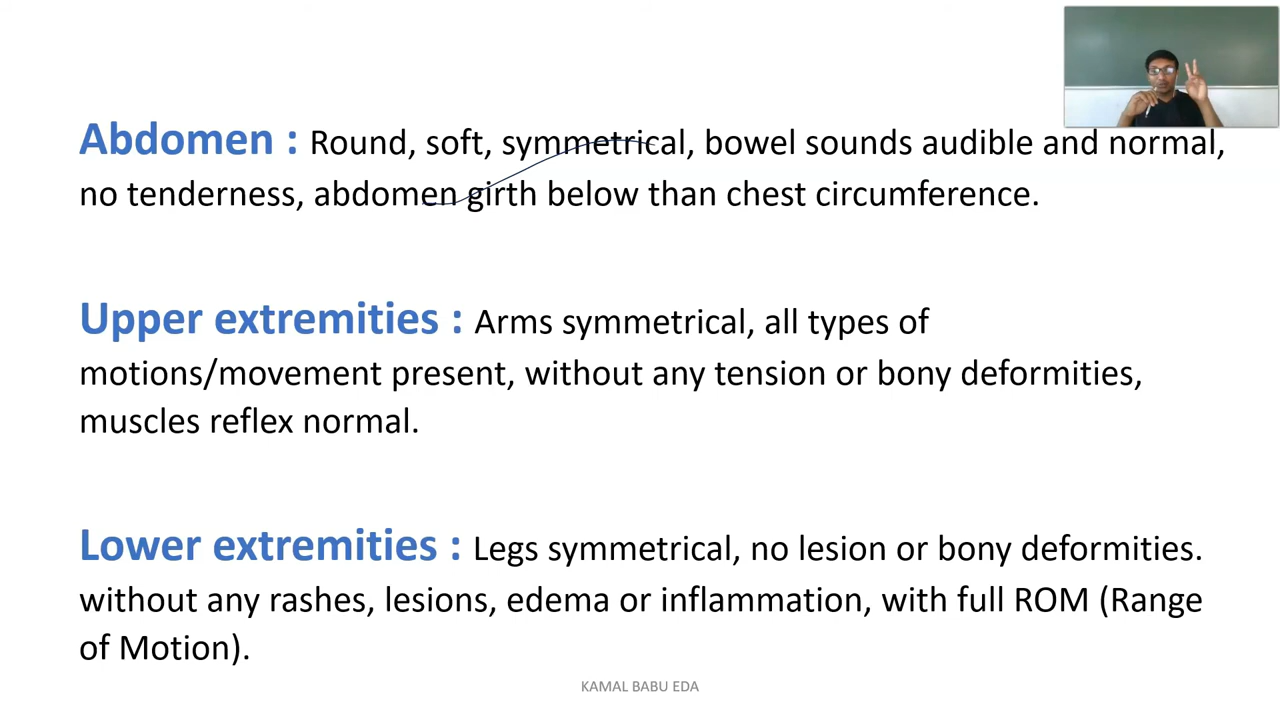 Abdomen : Round, soft, symmetrical, bowel sounds audible and normal,
no tenderness, abdomen girth below than chest circumference.
Upper extremities : Arms symmetrical, all types of
motions/movement present, without any tension or bony deformities,
muscles reflex normal.
Lower extremities : Legs symmetrical, no lesion or bony deformities.
without any rashes, lesions, edema or inflammation, with full ROM (Range
of Motion).
KAMAL BABU EDA